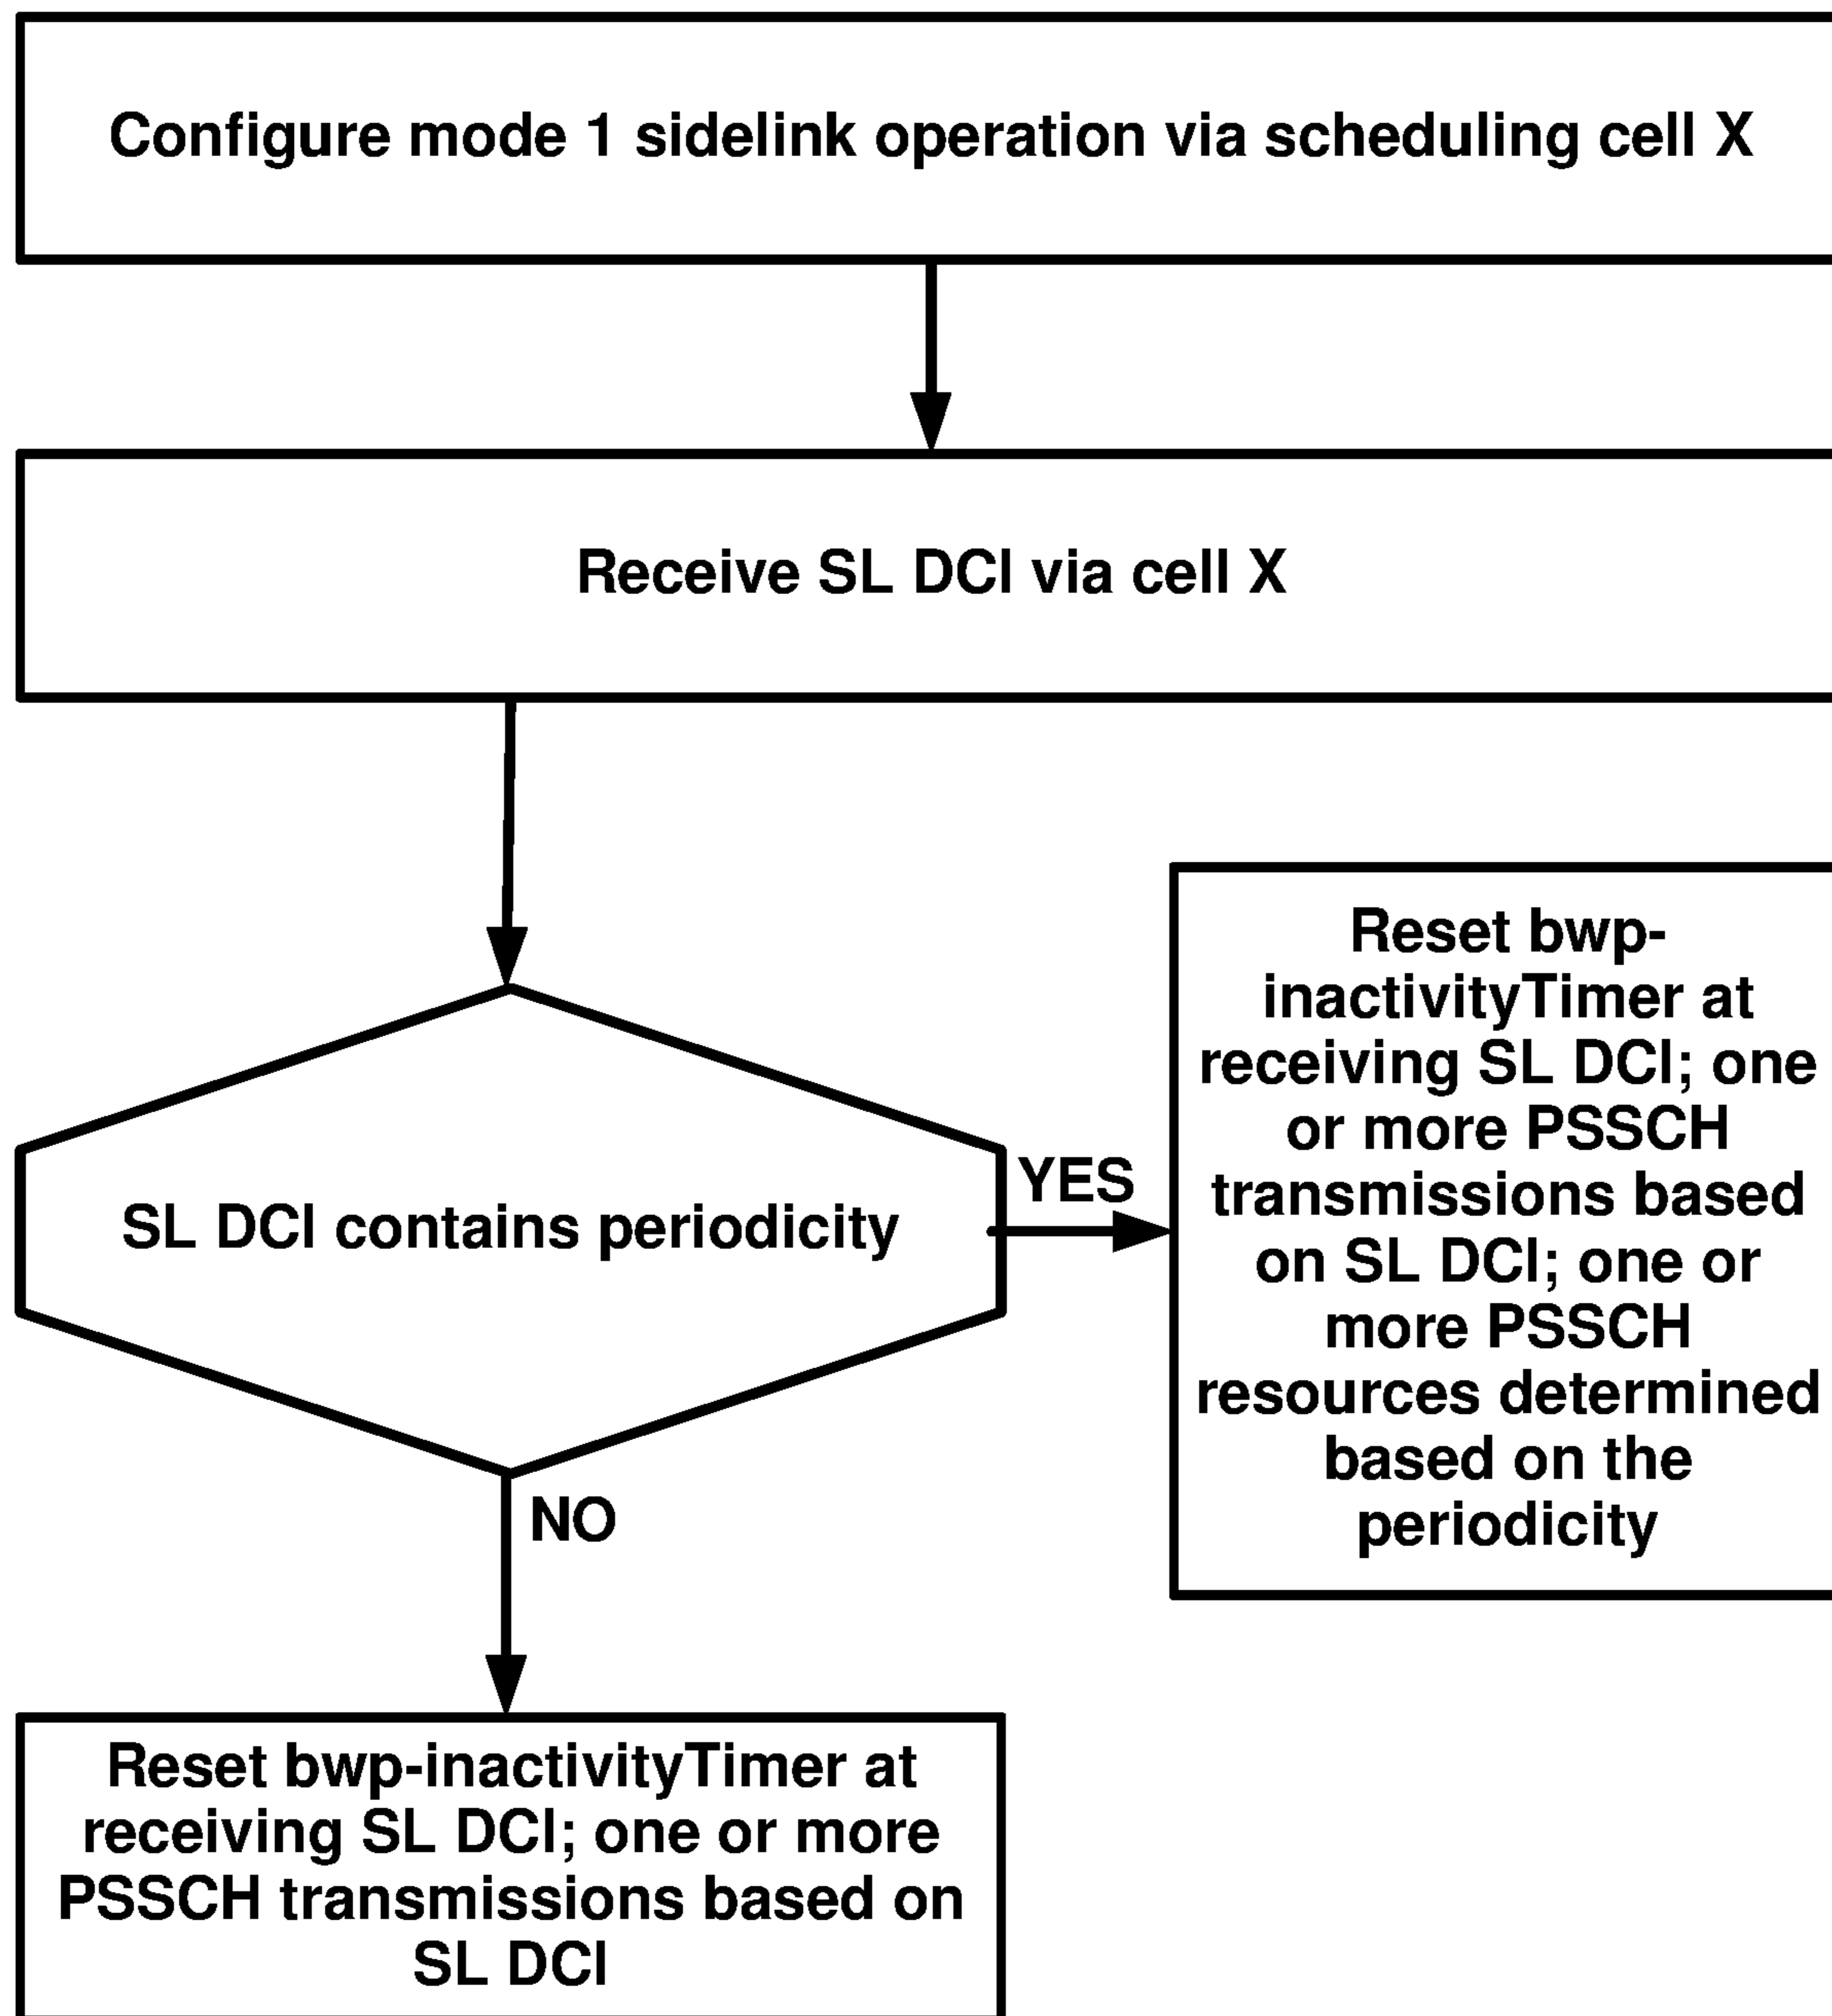 Configure mode 1 sidelink operation via scheduling cell X
Receive SL DCI via cell X
SL DCI contains periodicity
YES
Reset bwp-
inactivityTimer at
receiving SL DCI; one
or more PSSCH
transmissions based
on SL DCI; one or
more PSSCH
resources determined
based on the
periodicity
NO
Reset bwp-inactivityTimer at
receiving SL DCI; one or more
PSSCH transmissions based on
SL DCI